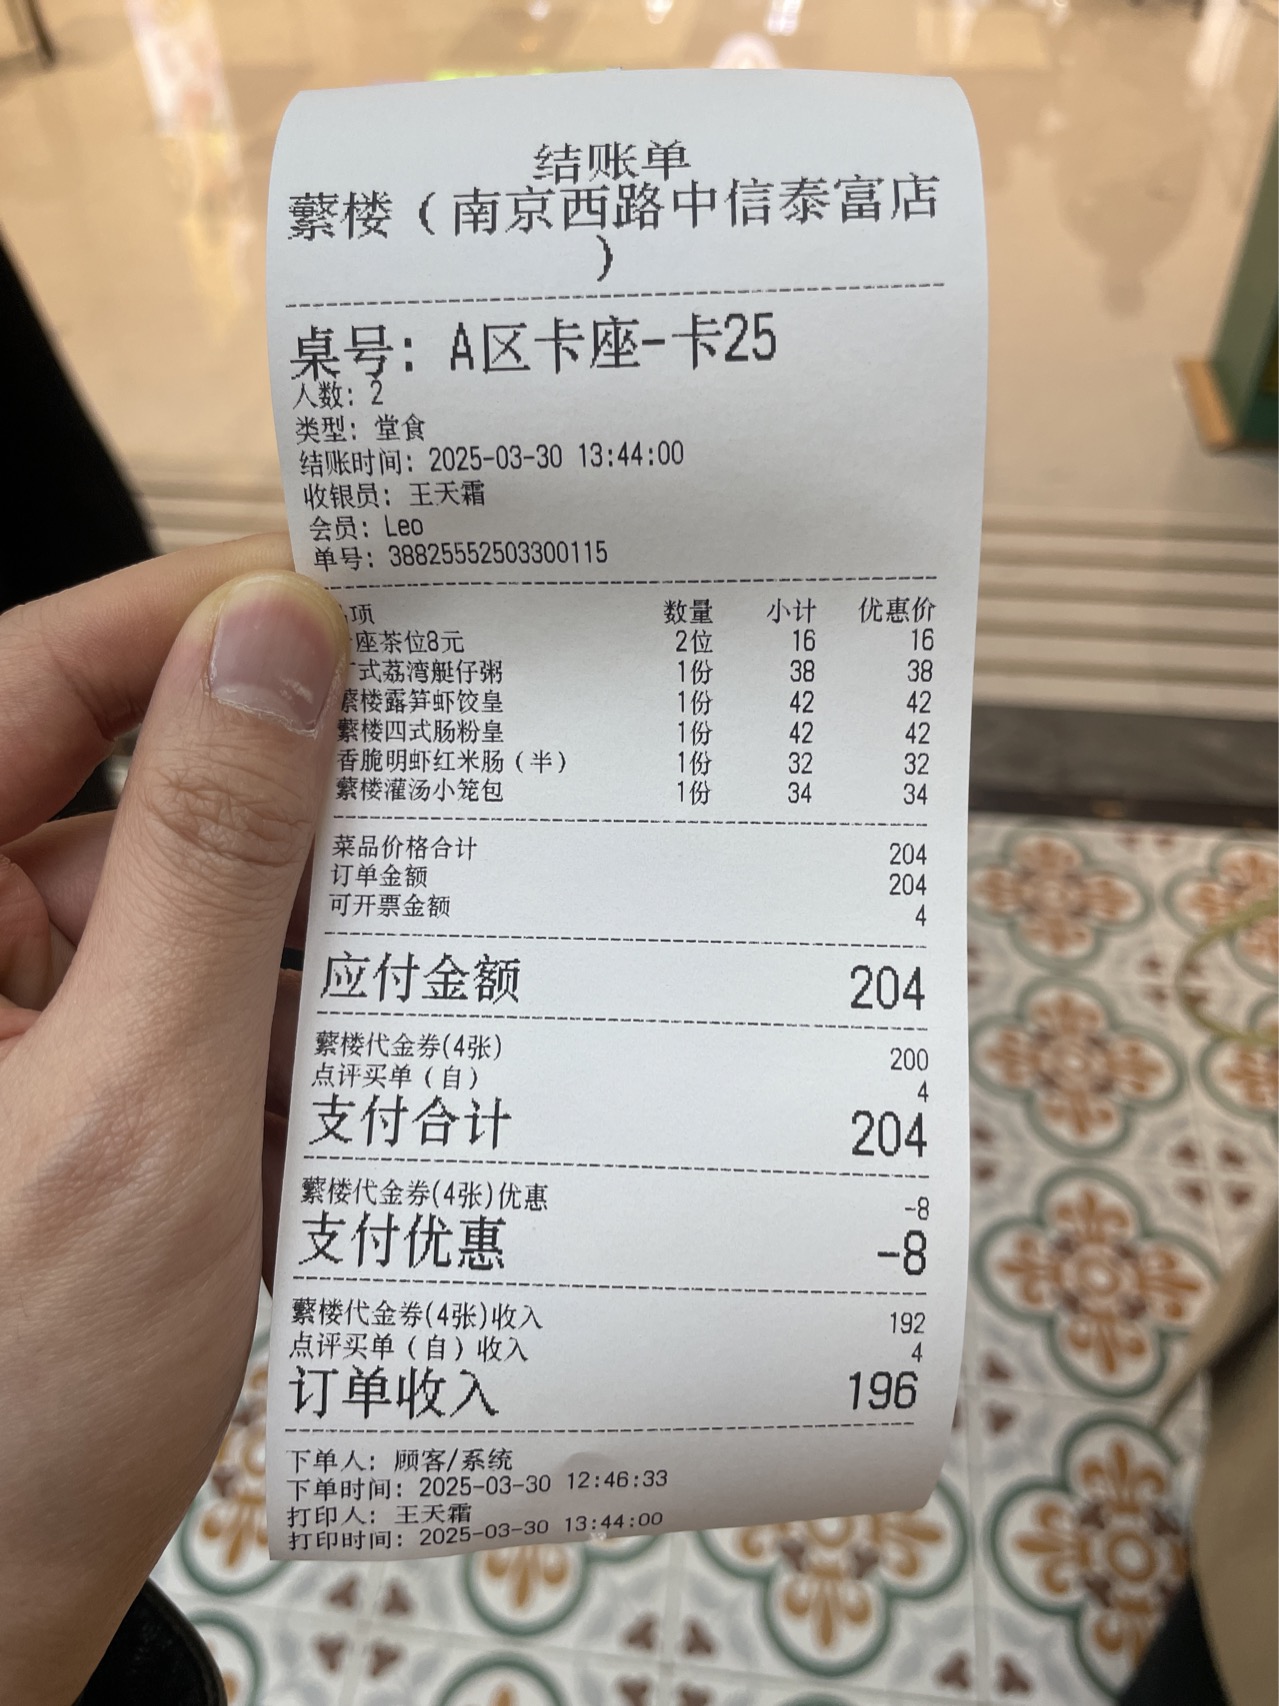 结账单
蘩楼（南京西路中信泰富店
）
桌号：A区卡座-卡25
人数：2
类型：堂食
结账时间：2025-03-30 13:44:00
收银员：王天霜
会员：Leo
单号：38825552503300115
项 数量 小计 优惠价
座茶位8元 2位 16 16
式荔湾艇仔粥 1份 38 38
蘩楼露笋虾饺皇 1份 42 42
蘩楼四式肠粉皇 1份 42 42
香脆明虾红米肠（半） 1份 32 32
蘩楼灌汤小笼包 1份 34 34
菜品价格合计 204
订单金额 204
可开票金额 4
应付金额 204
蘩楼代金券(4张) 200
点评买单（自） 4
支付合计 204
蘩楼代金券(4张)优惠 -8
支付优惠 -8
蘩楼代金券(4张)收入 192
点评买单（自）收入 4
订单收入 196
下单人：顾客/系统
下单时间：2025-03-30 12:46:33
打印人：王天霜
打印时间：2025-03-30 13:44:00